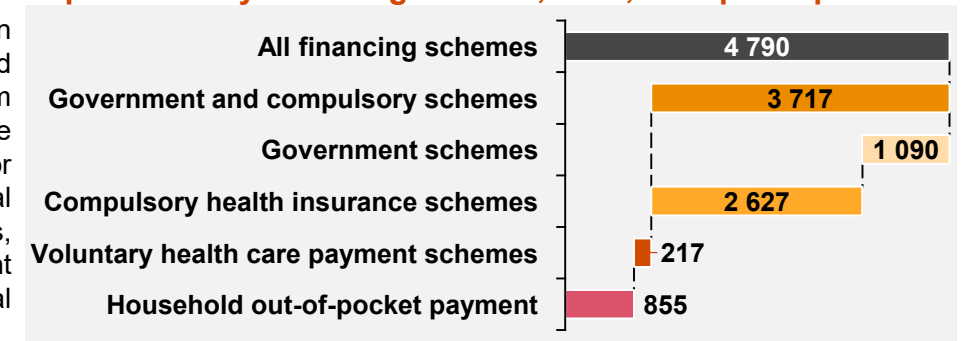 All financing schemes 4 790
Government and compulsory schemes 3 717
Government schemes 1 090
Compulsory health insurance schemes 2 627
Voluntary health care payment schemes 217
Household out-of-pocket payment 855